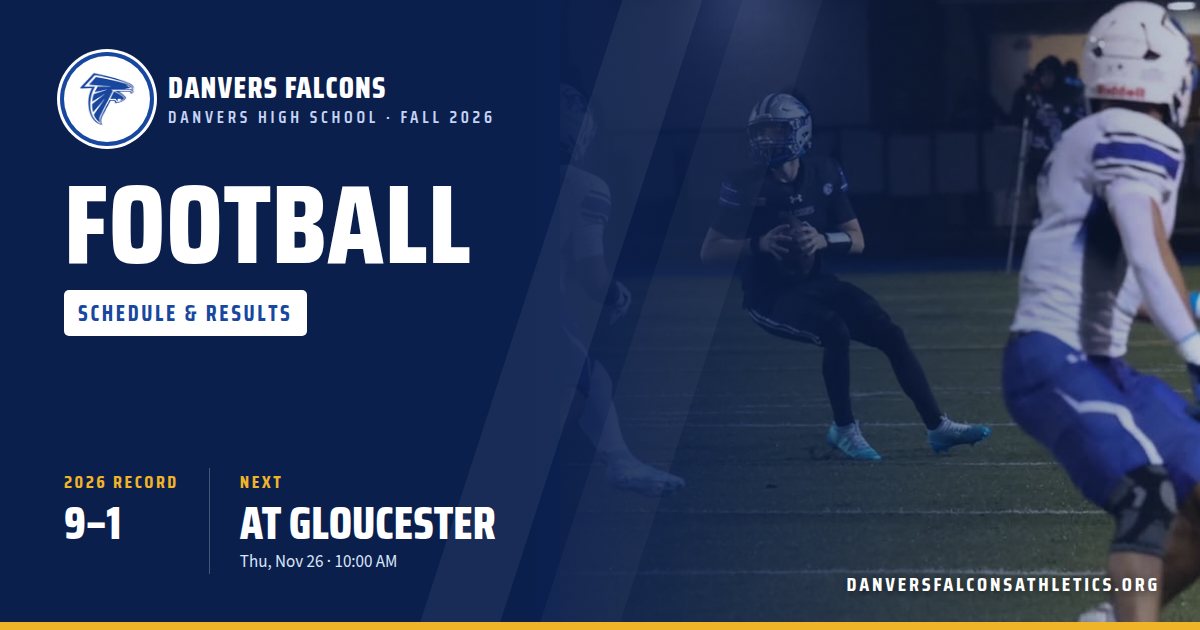 DANVERS FALCONS
DANVERS HIGH SCHOOL · FALL 2026
FOOTBALL
SCHEDULE & RESULTS
2026 RECORD
9–1
NEXT
AT GLOUCESTER
Thu, Nov 26 · 10:00 AM
DANVERSFALCONSATHLETICS.ORG
Riddell